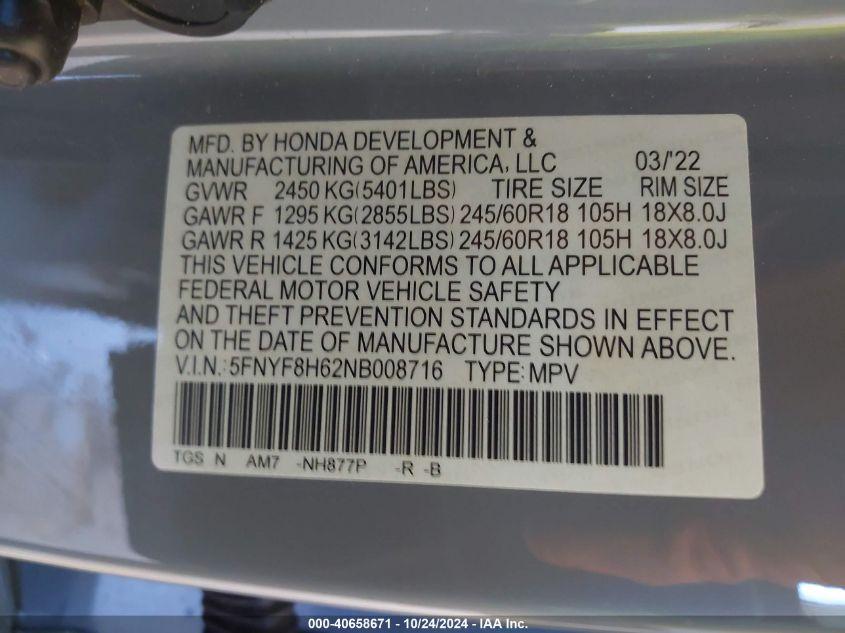 MFD. BY HONDA DEVELOPMENT &
MANUFACTURING OF AMERICA, LLC 03/'22
GVWR 2450 KG(5401LBS) TIRE SIZE RIM SIZE
GAWR F 1295 KG(2855LBS) 245/60R18 105H 18X8.0J
GAWR R 1425 KG(3142LBS) 245/60R18 105H 18X8.0J
THIS VEHICLE CONFORMS TO ALL APPLICABLE
FEDERAL MOTOR VEHICLE SAFETY
AND THEFT PREVENTION STANDARDS IN EFFECT
ON THE DATE OF MANUFACTURE SHOWN ABOVE.
V.I.N.: 5FNYF8H62NB008716 TYPE: MPV
TGS N AM7 -NH877P -R -B
000-40658671 - 10/24/2024 - IAA Inc.